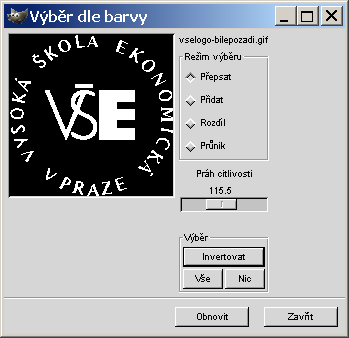 Výběr dle barvy
VYSOKÁ ŠKOLA EKONOMICKÁ
V PRAZE
VŠE
vselogo-bilepozadi.gif
Režim výběru
Přepsat
Přidat
Rozdíl
Průnik
Práh citlivosti
115.5
Výběr
Invertovat
Vše Nic
Obnovit Zavřít